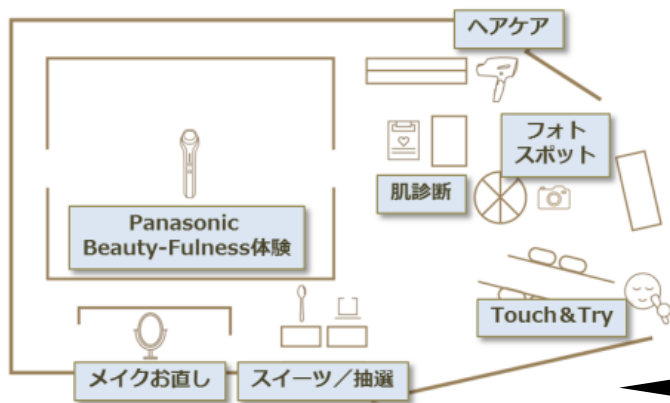 ヘアケア
フォト
スポット
肌診断
Panasonic
Beauty-Fulness体験
Touch&Try
メイクお直し
スイーツ／抽選